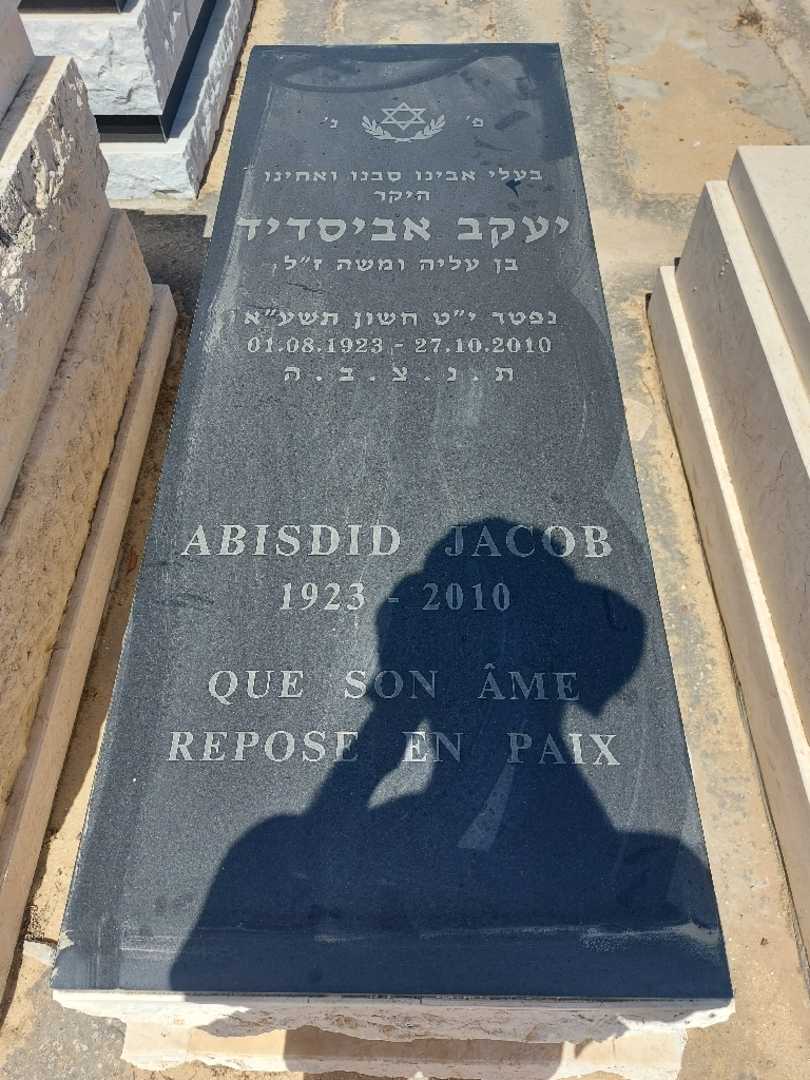 פ' נ'
בעלי אבינו סבנו ואחינו
היקר
יעקב אביסדיד
בן עליה ומשה ז"ל
נפטר י"ט חשון תשע"א
01.08.1923 - 27.10.2010
ת.נ.צ.ב.ה
ABISDID JACOB
1923 - 2010
QUE SON ÂME
REPOSE EN PAIX